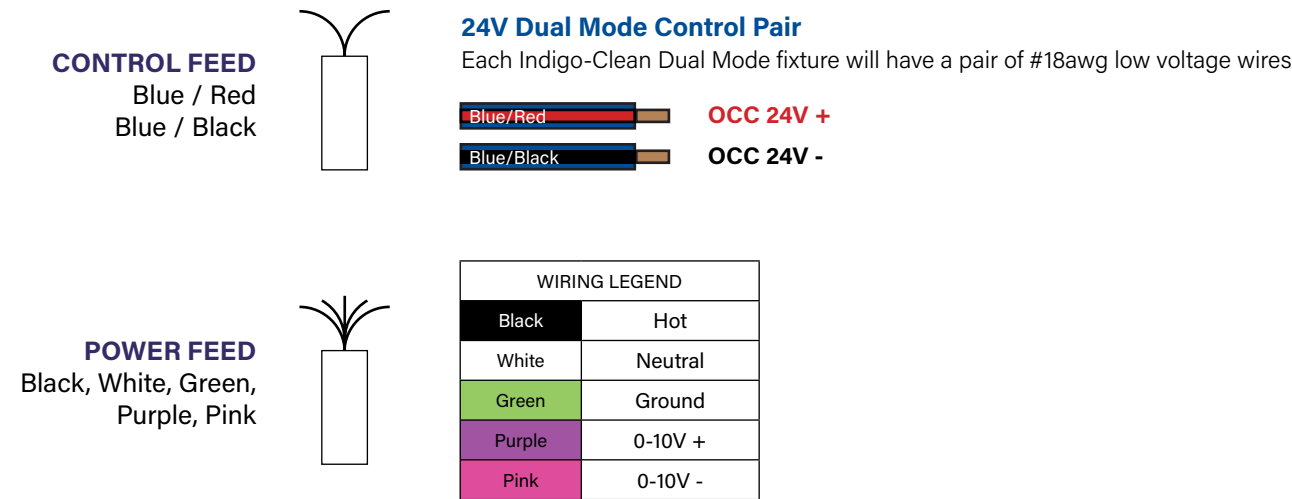 CONTROL FEED
Blue / Red
Blue / Black
24V Dual Mode Control Pair
Each Indigo-Clean Dual Mode fixture will have a pair of #18awg low voltage wires
Blue/Red OCC 24V +
Blue/Black OCC 24V -
POWER FEED
Black, White, Green,
Purple, Pink
WIRING LEGEND
Black Hot
White Neutral
Green Ground
Purple 0-10V +
Pink 0-10V -